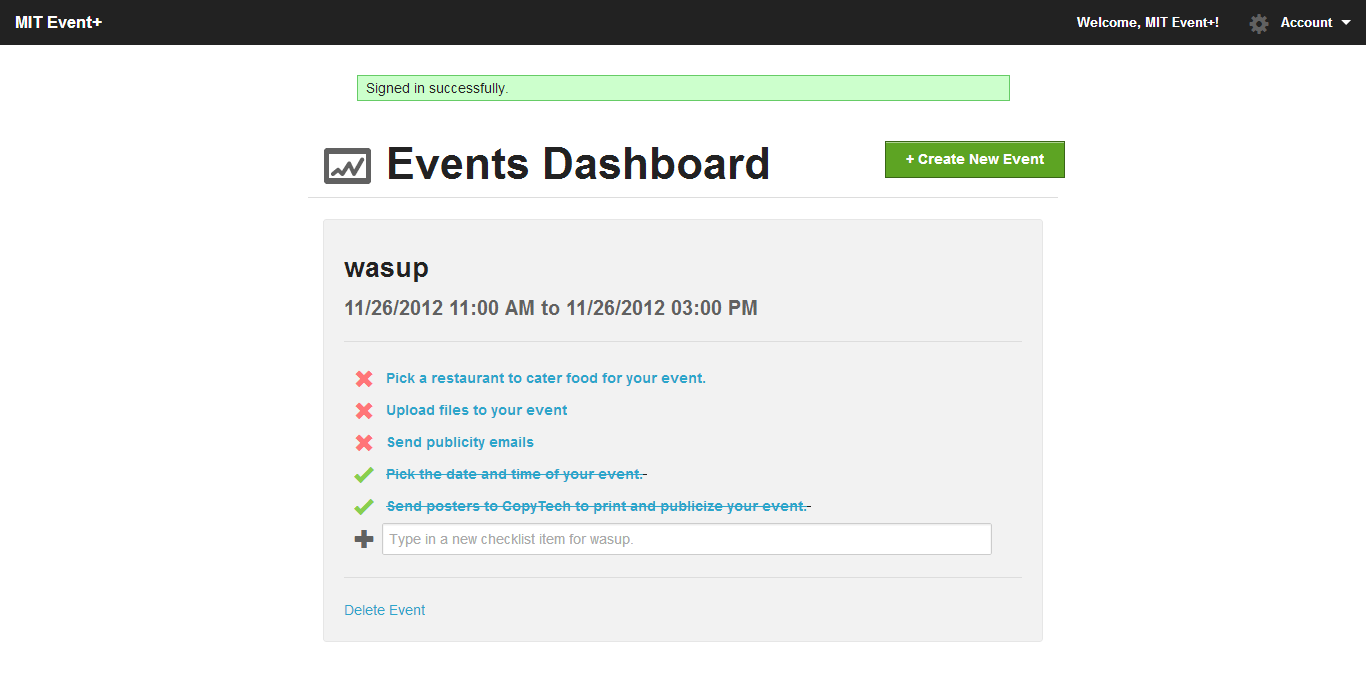 MIT Event+
Welcome, MIT Event+!
Account
Signed in successfully.
Events Dashboard
+ Create New Event
wasup
11/26/2012 11:00 AM to 11/26/2012 03:00 PM
Pick a restaurant to cater food for your event.
Upload files to your event
Send publicity emails
Pick the date and time of your event.
Send posters to CopyTech to print and publicize your event.
Type in a new checklist item for wasup.
Delete Event